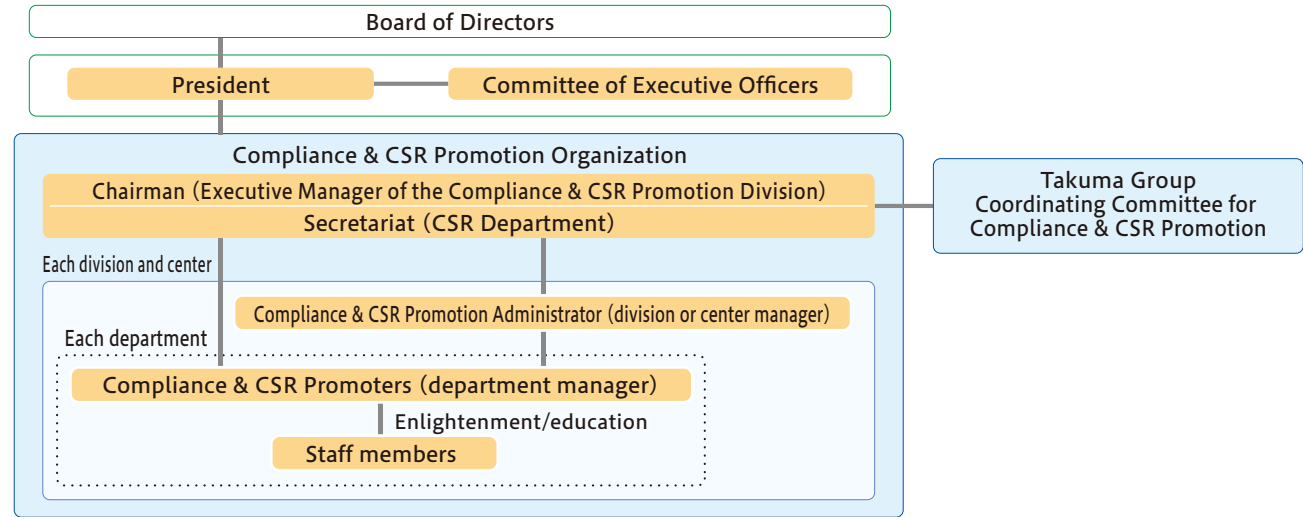 Board of Directors
President
Committee of Executive Officers
Compliance & CSR Promotion Organization
Chairman (Executive Manager of the Compliance & CSR Promotion Division)
Secretariat (CSR Department)
Takuma Group
Coordinating Committee for
Compliance & CSR Promotion
Each division and center
Compliance & CSR Promotion Administrator (division or center manager)
Each department
Compliance & CSR Promoters (department manager)
Enlightenment/education
Staff members